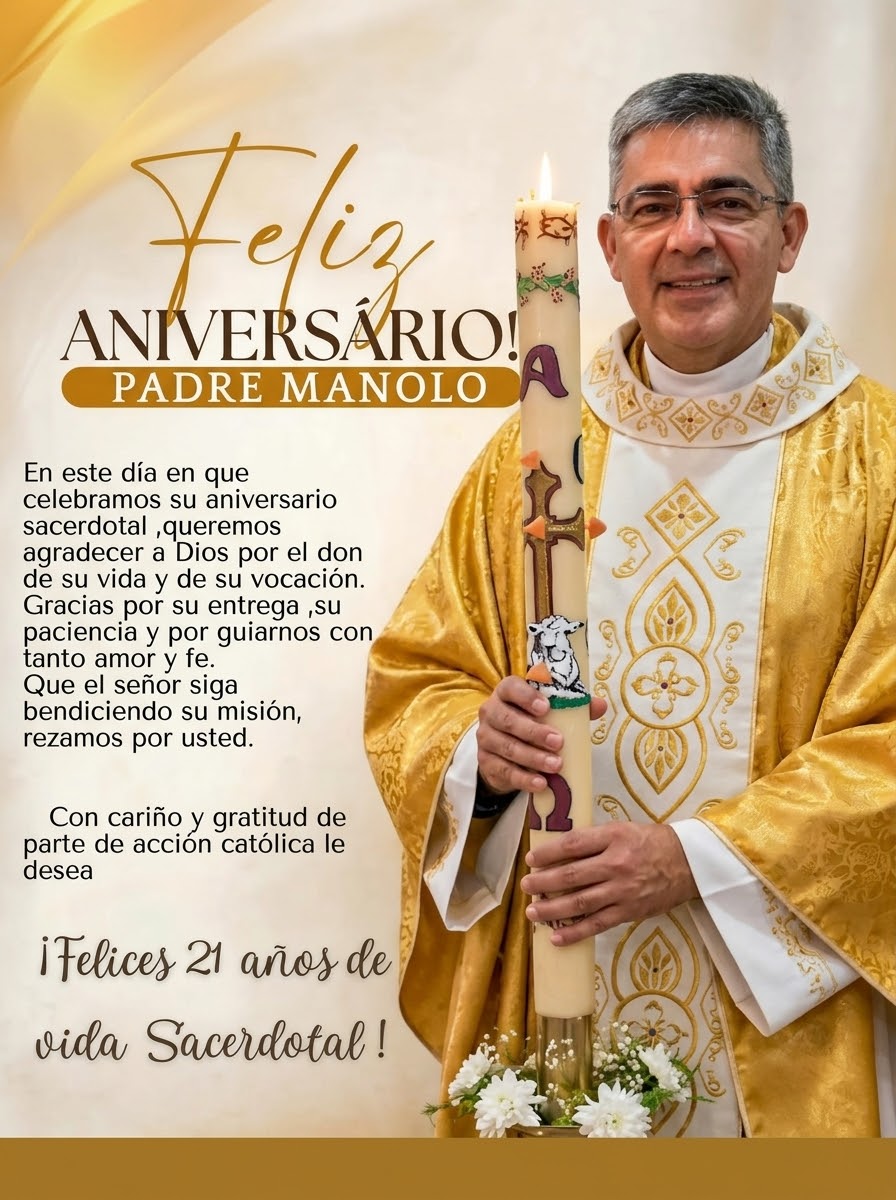 Feliz
ANIVERSÁRIO!
PADRE MANOLO
En este día en que
celebramos su aniversario
sacerdotal ,queremos
agradecer a Dios por el don
de su vida y de su vocación.
Gracias por su entrega ,su
paciencia y por guiarnos con
tanto amor y fe.
Que el señor siga
bendiciendo su misión,
rezamos por usted.
Con cariño y gratitud de
parte de acción católica le
desea
¡Felices 21 años de
vida Sacerdotal !
A
Ω